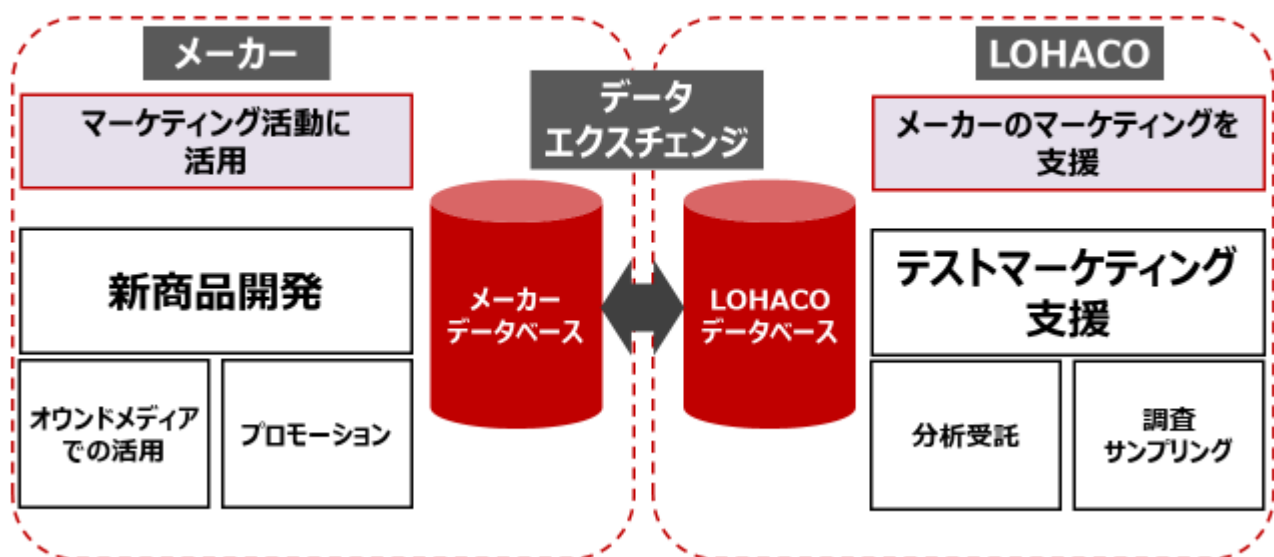 メーカー
マーケティング活動に
活用
新商品開発
オウンドメディア
での活用
プロモーション
メーカー
データベース
データ
エクスチェンジ
LOHACO
データベース
LOHACO
メーカーのマーケティングを
支援
テストマーケティング
支援
分析受託
調査
サンプリング